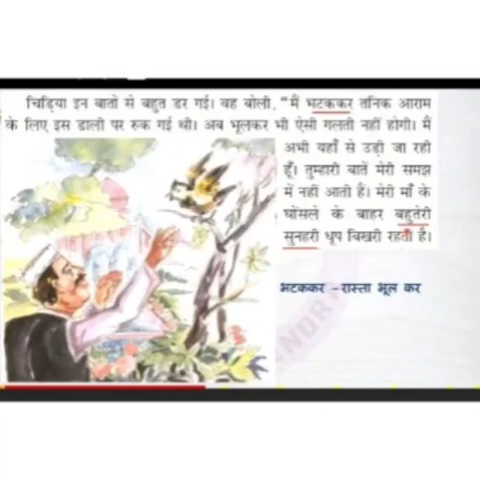 चिड़िया इन बातों से बहुत डर गई। वह बोली, "मैं भटककर तनिक आराम
के लिए इस डाली पर रुक गई थी। अब भूलकर भी ऐसी गलती नहीं होगी। मैं
अभी यहाँ से उड़ी जा रही
हूँ। तुम्हारी बातें मेरी समझ
में नहीं आती हैं। मेरी माँ के
घोंसले के बाहर बहुतेरी
सुनहरी धूप बिखरी रहती है।
भटककर -रास्ता भूल कर